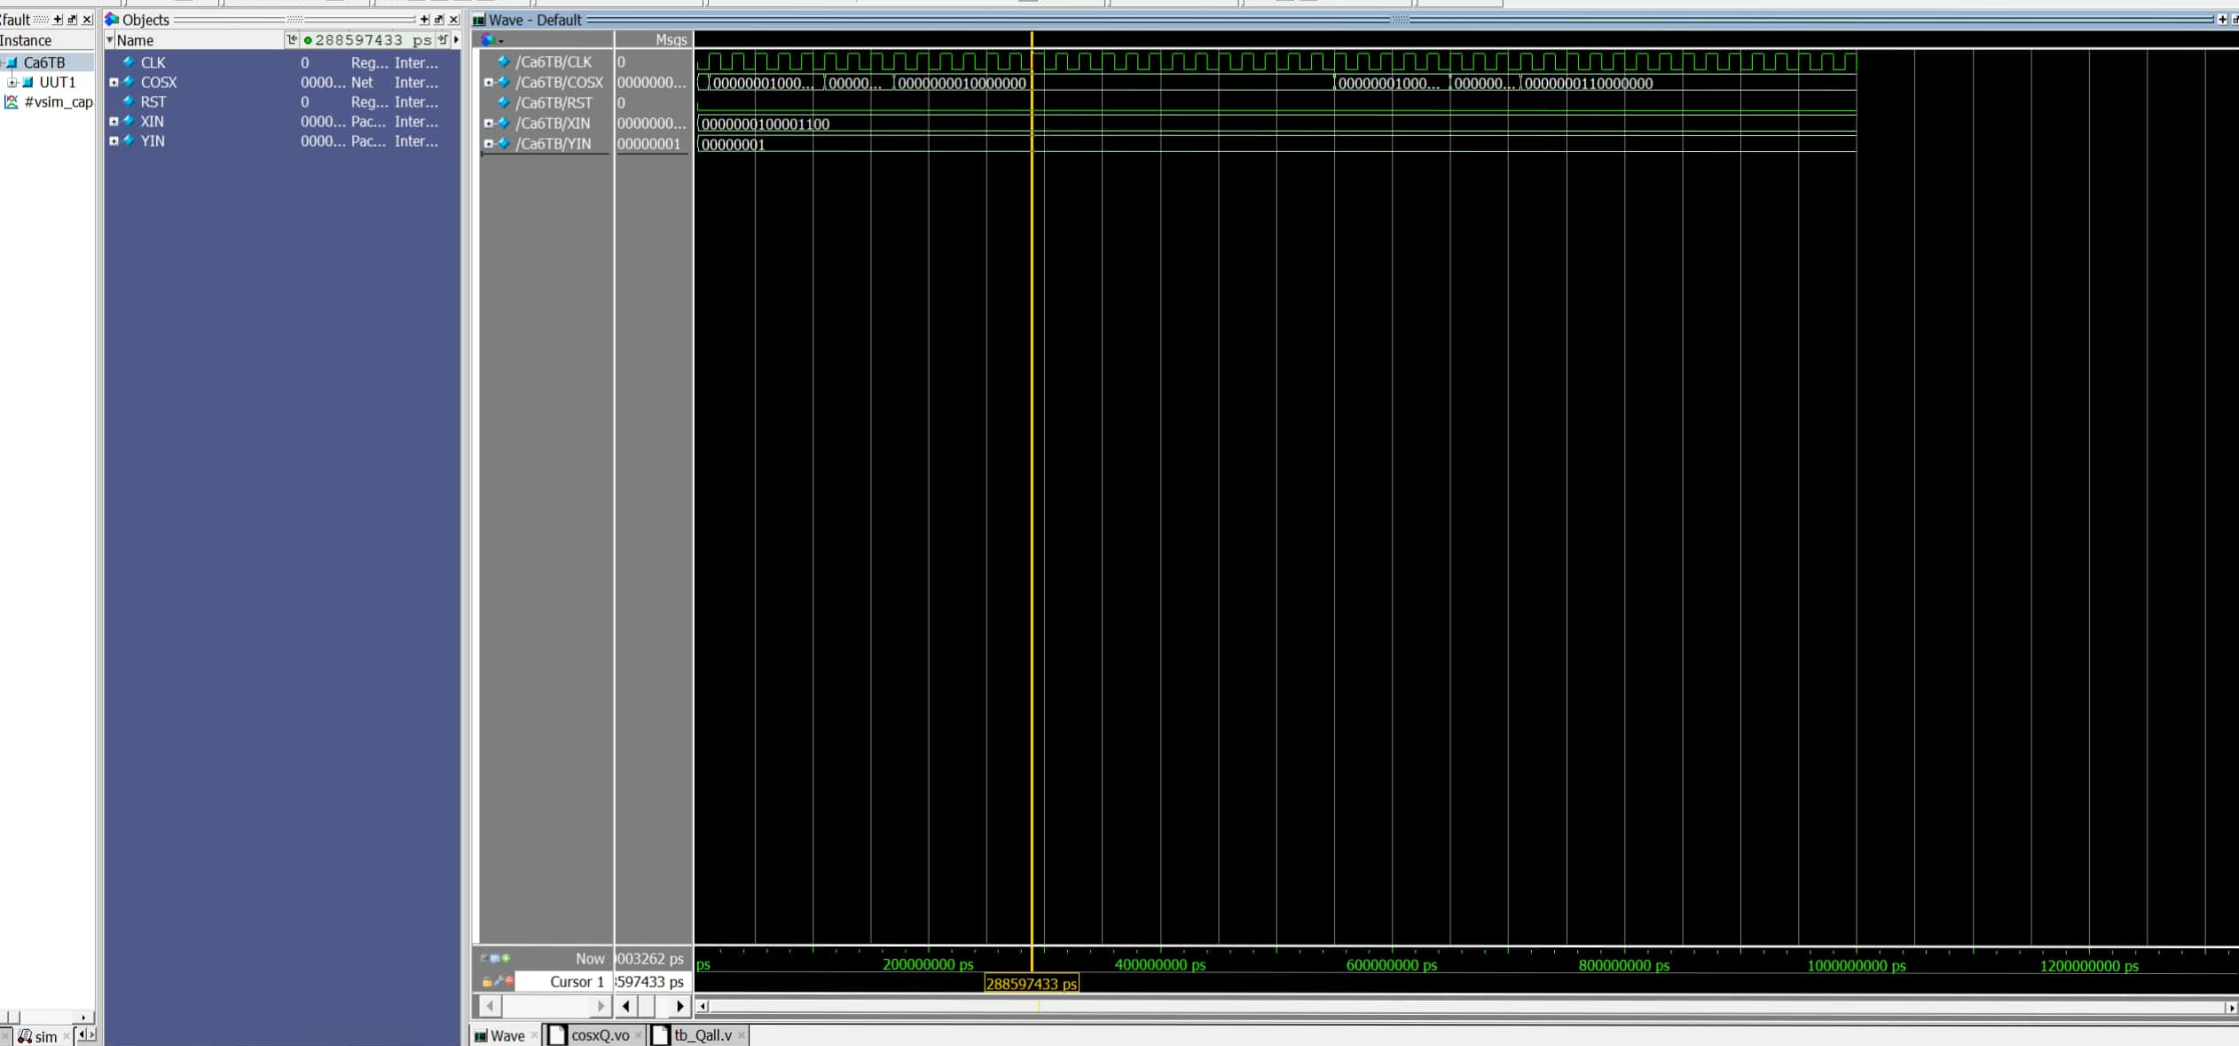 fault
Objects
Wave - Default
Instance
Name
288597433 ps
Msgs
Ca6TB
UUT1
#vsim_cap
CLK 0 Reg... Inter...
COSX 0000... Net Inter...
RST 0 Reg... Inter...
XIN 0000... Pac... Inter...
YIN 0000... Pac... Inter...
/Ca6TB/CLK 0
/Ca6TB/COSX 0000000... 00000001000... 00000... 0000000010000000 00000001000... 000000... 0000000110000000
/Ca6TB/RST 0
/Ca6TB/XIN 0000000... 0000000100001100
/Ca6TB/YIN 00000001 00000001
Now 003262 ps
ps 200000000 ps 400000000 ps 600000000 ps 800000000 ps 1000000000 ps 1200000000 ps
Cursor 1 597433 ps
288597433 ps
sim
Wave cosxQ.vo tb_Qall.v